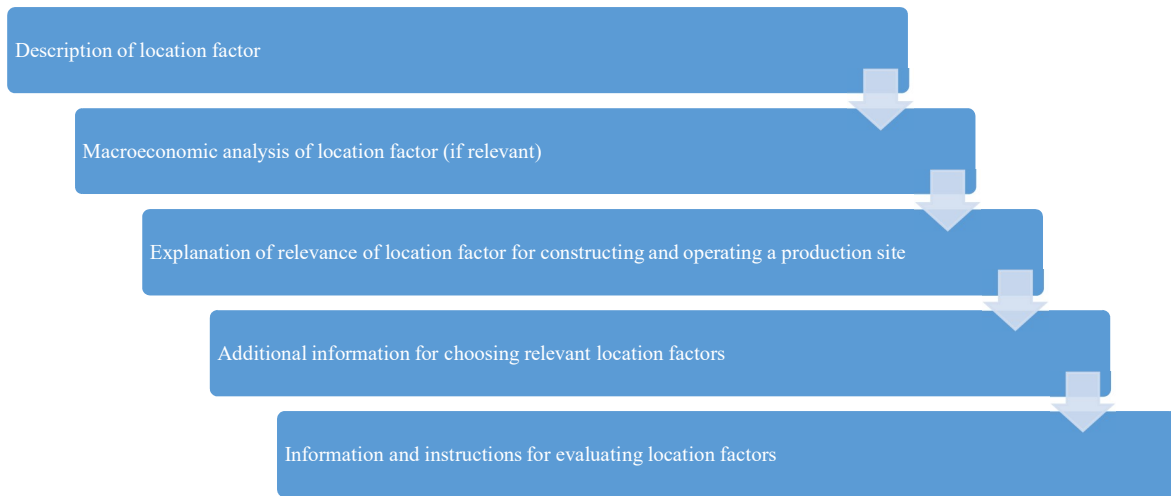 Description of location factor
Macroeconomic analysis of location factor (if relevant)
Explanation of relevance of location factor for constructing and operating a production site
Additional information for choosing relevant location factors
Information and instructions for evaluating location factors